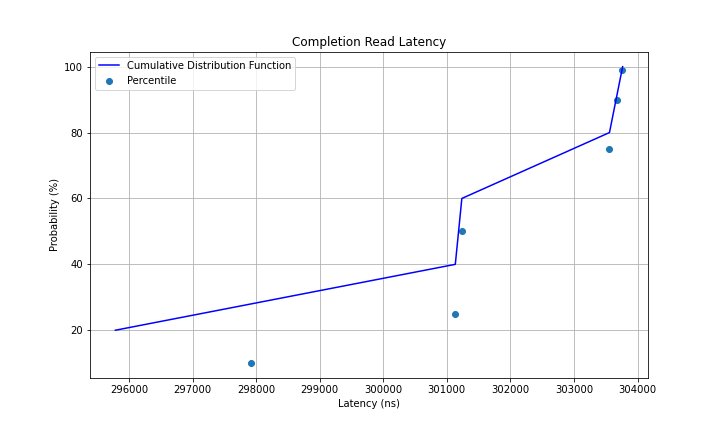 Completion Read Latency
Cumulative Distribution Function
Percentile
Probability (%)
100
80
60
40
20
296000 297000 298000 299000 300000 301000 302000 303000 304000
Latency (ns)